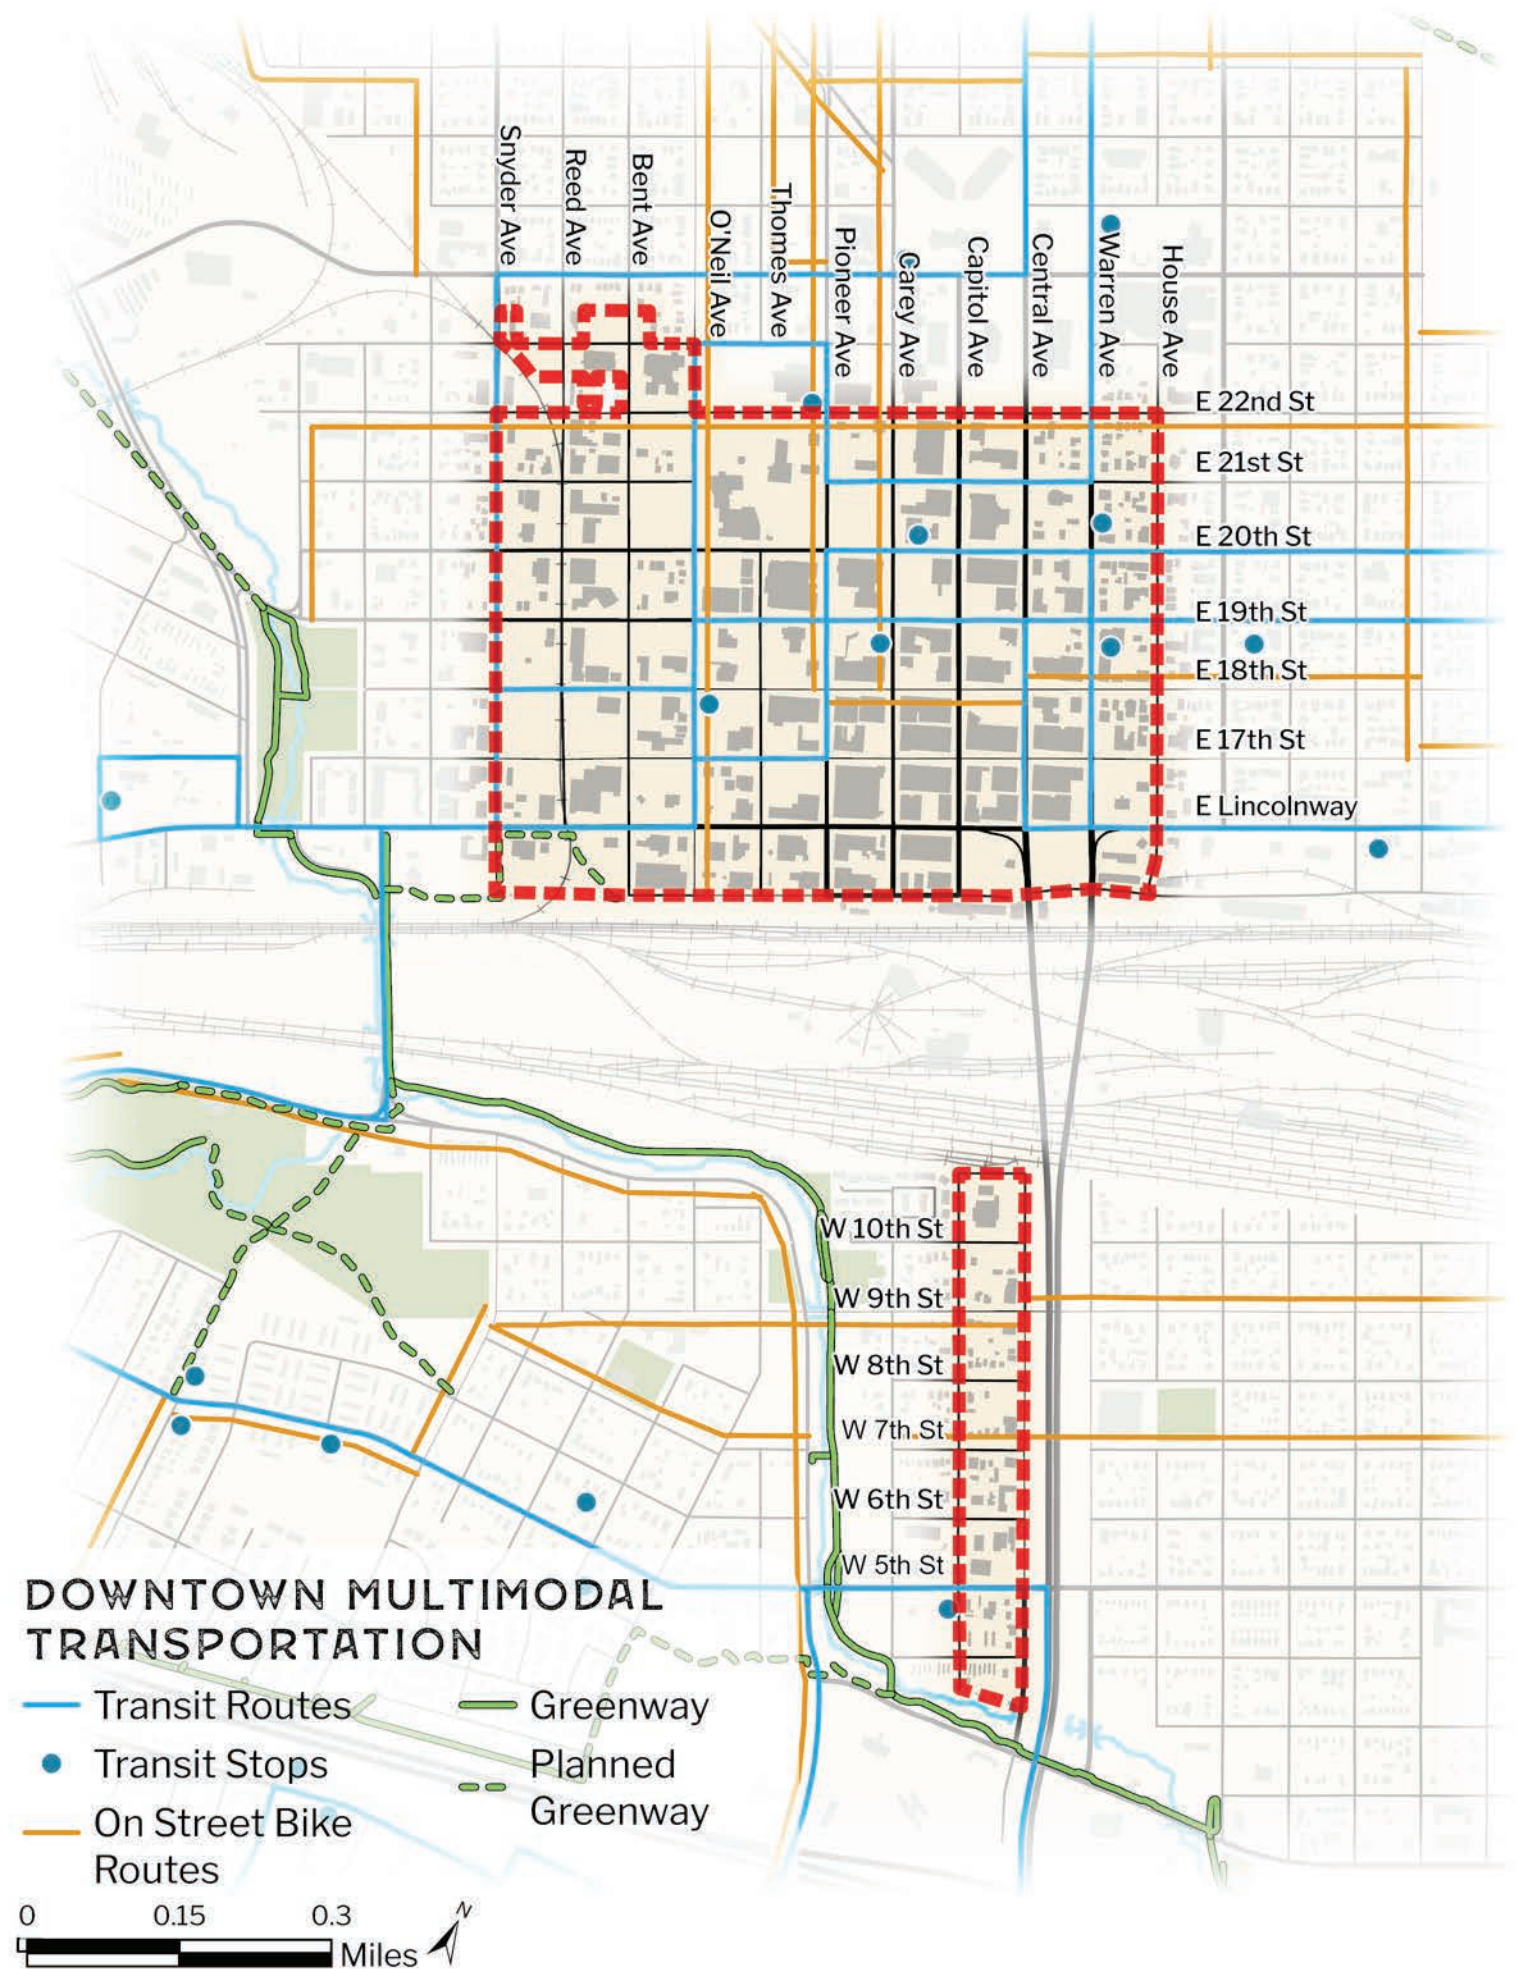 Snyder Ave
Reed Ave
Bent Ave
O'Neil Ave
Thomes Ave
Pioneer Ave
Carey Ave
Capitol Ave
Central Ave
Warren Ave
House Ave
E 22nd St
E 21st St
E 20th St
E 19th St
E 18th St
E 17th St
E Lincolnway
W 10th St
W 9th St
W 8th St
W 7th St
W 6th St
W 5th St
DOWNTOWN MULTIMODAL
TRANSPORTATION
Transit Routes
Transit Stops
On Street Bike
Routes
Greenway
Planned
Greenway
0 0.15 0.3
Miles
N